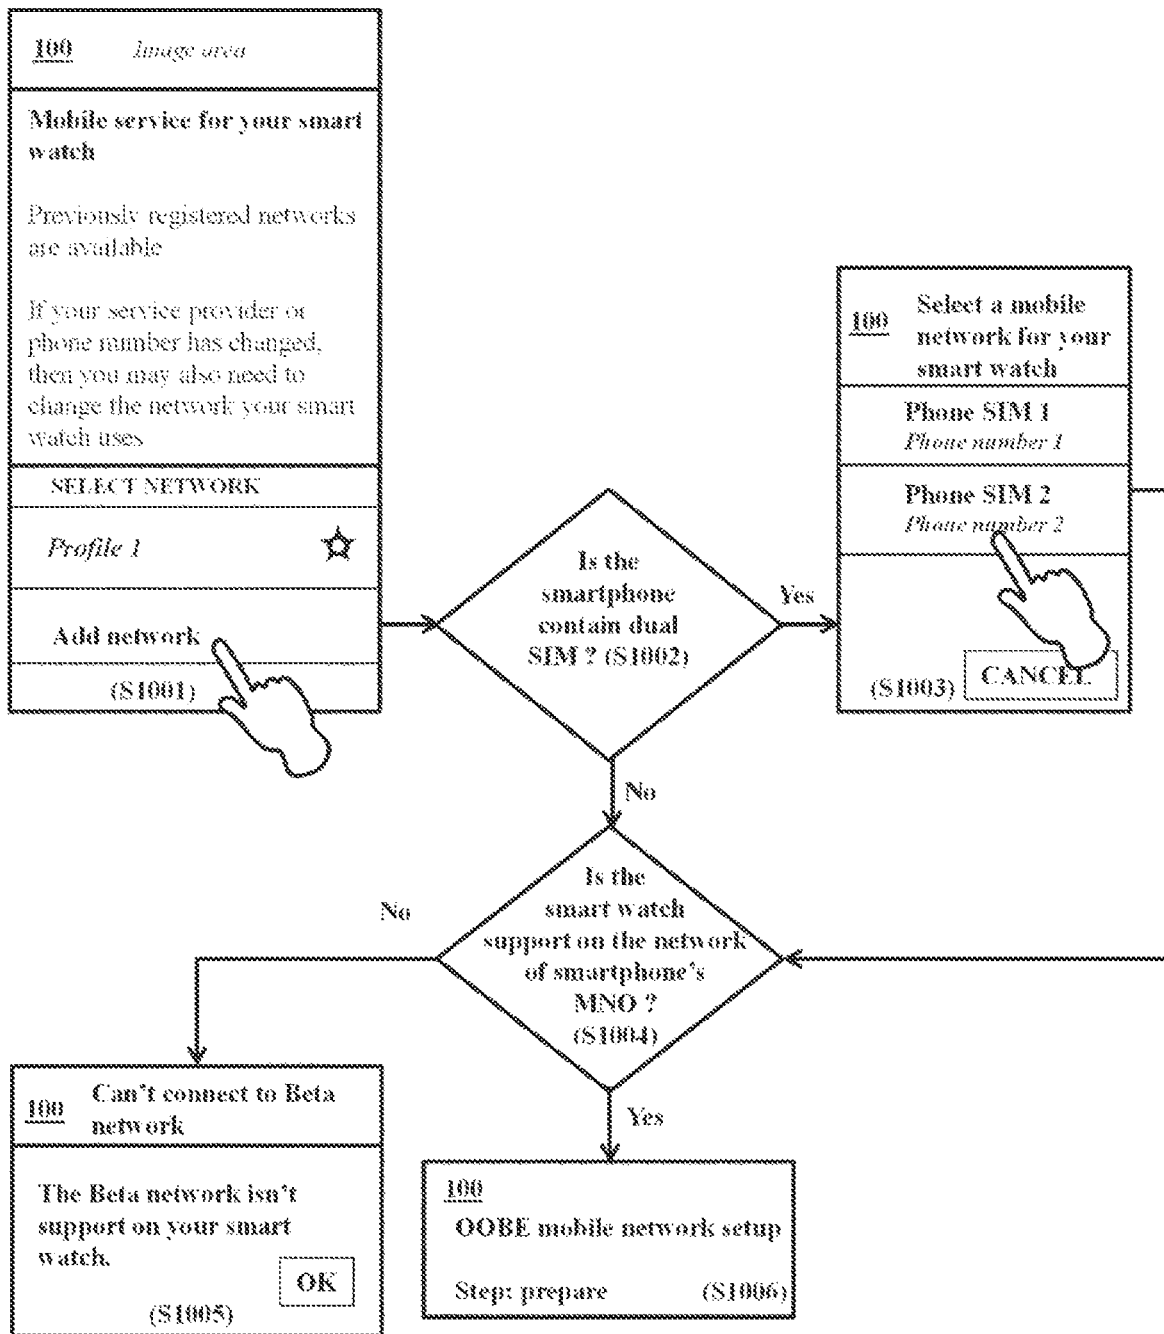 100 Image area
Mobile service for your smart
watch
Previously registered networks
are available
If your service provider or
phone number has changed,
then you may also need to
change the network your smart
watch uses
SELECT NETWORK
Profile 1
Add network
(S1001)
Is the
smartphone
contain dual
SIM ? (S1002)
Yes
100
Select a mobile
network for your
smart watch
Phone SIM 1
Phone number 1
Phone SIM 2
Phone number 2
(S1003)
CANCEL
No
Is the
smart watch
support on the network
of smartphone's
MNO ?
(S1004)
No
100
Can't connect to Beta
network
The Beta network isn't
support on your smart
watch.
OK
(S1005)
Yes
100
OOBE mobile network setup
Step: prepare (S1006)